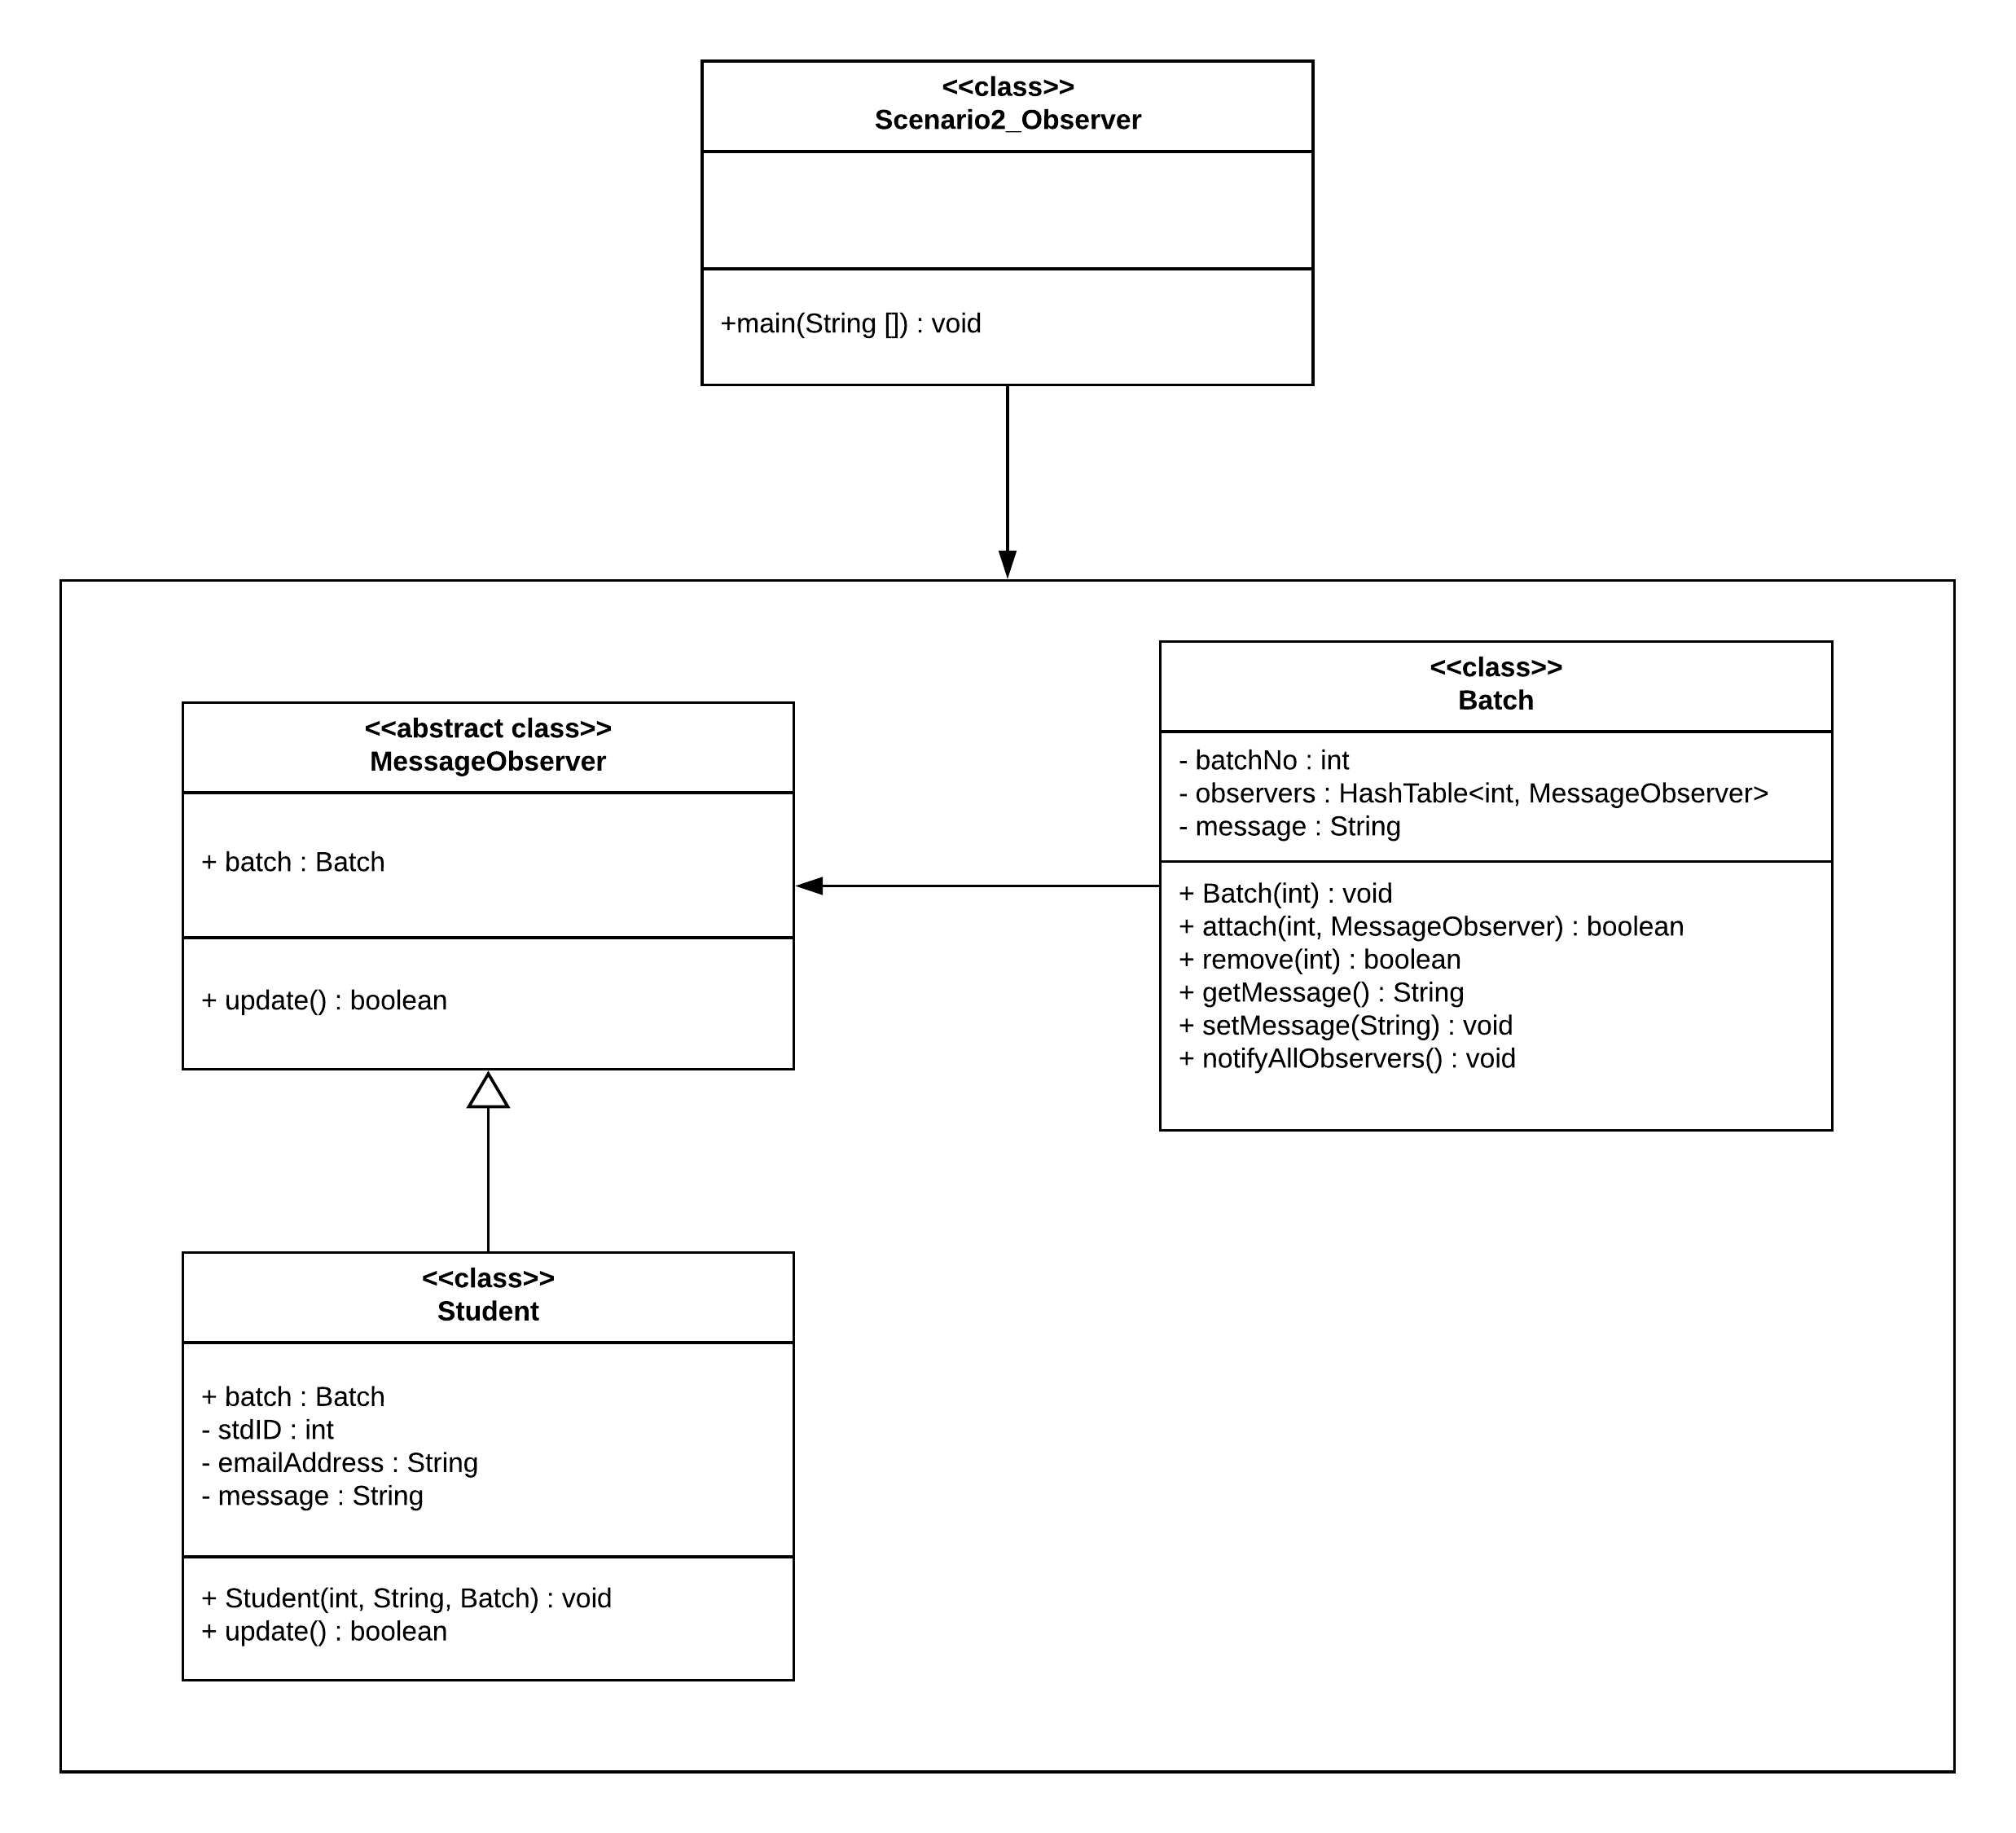 <<class>>
Scenario2_Observer
+main(String []) : void
<<abstract class>>
MessageObserver
+ batch : Batch
+ update() : boolean
<<class>>
Batch
- batchNo : int
- observers : HashTable<int, MessageObserver>
- message : String
+ Batch(int) : void
+ attach(int, MessageObserver) : boolean
+ remove(int) : boolean
+ getMessage() : String
+ setMessage(String) : void
+ notifyAllObservers() : void
<<class>>
Student
+ batch : Batch
- stdID : int
- emailAddress : String
- message : String
+ Student(int, String, Batch) : void
+ update() : boolean